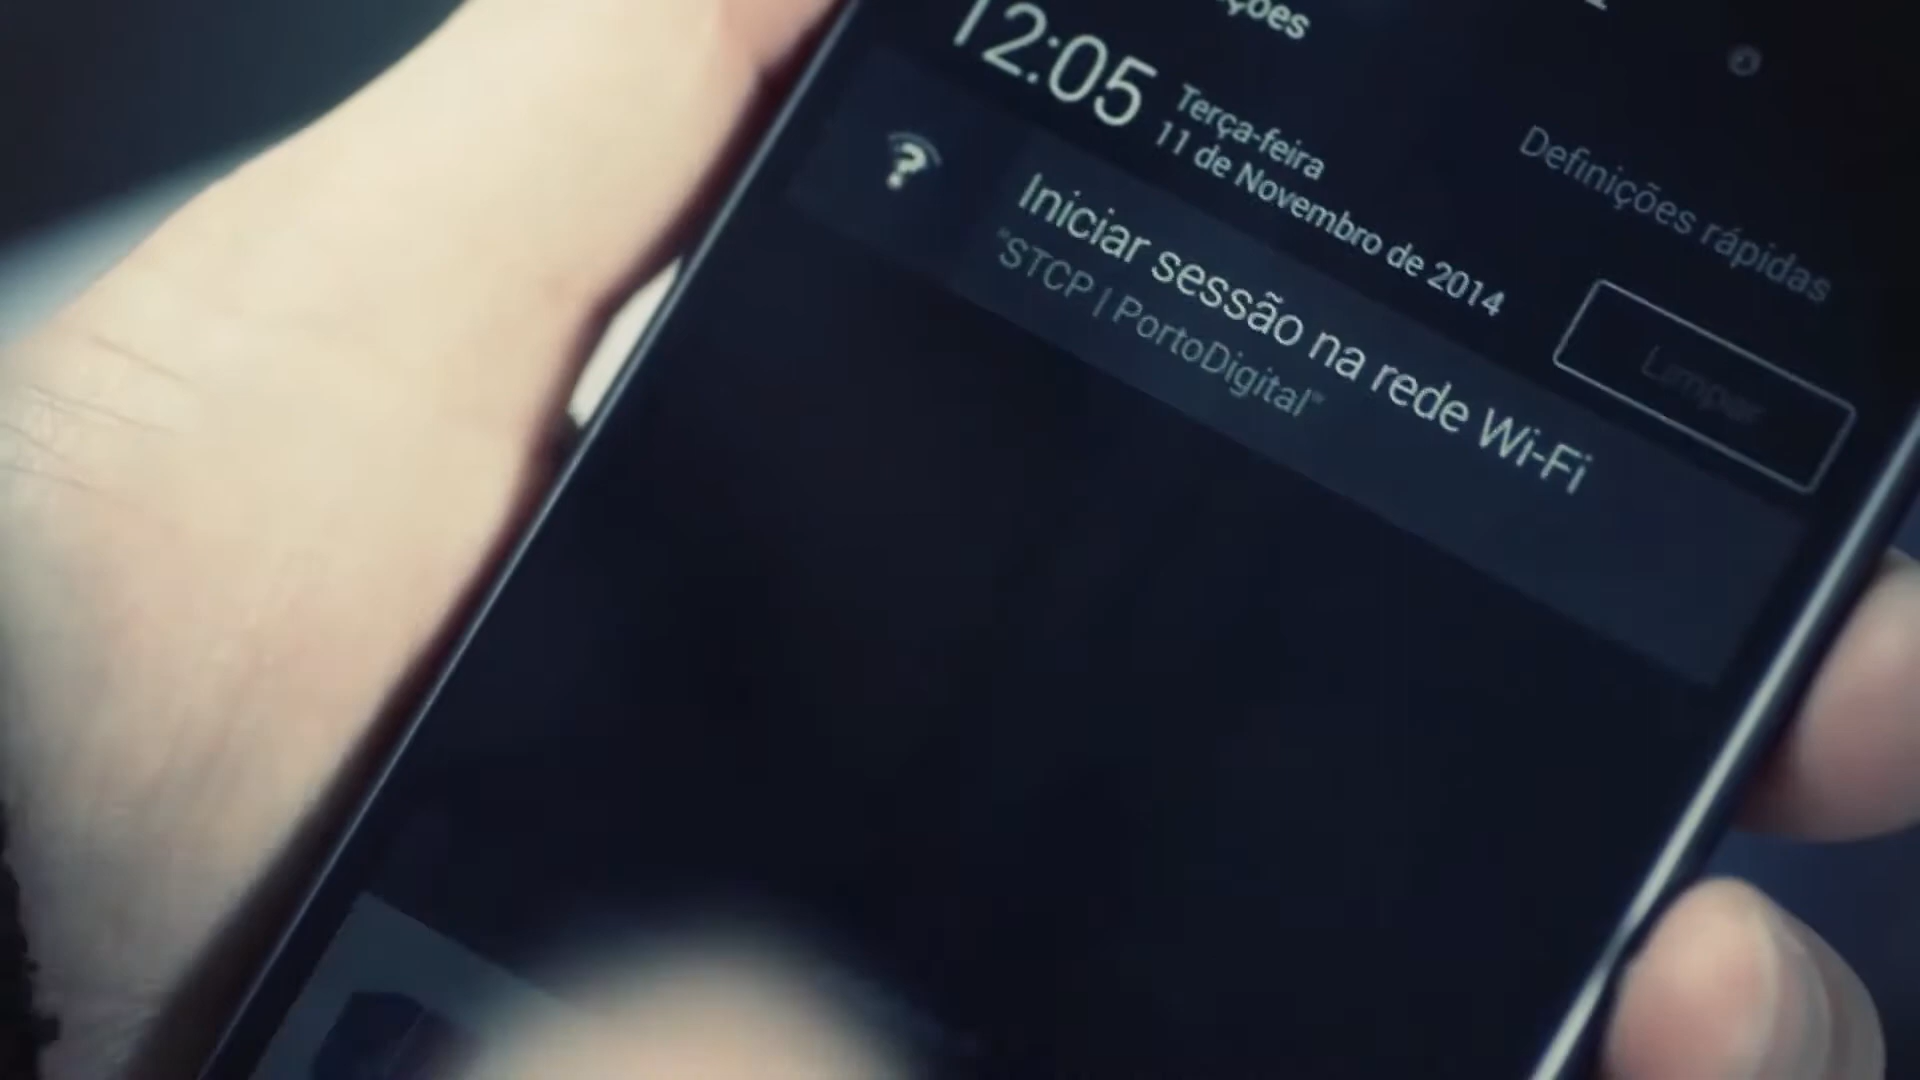 12:05
Terça-feira
11 de Novembro de 2014
Definições rápidas
Limpar
Iniciar sessão na rede Wi-Fi
"STCP | PortoDigital"